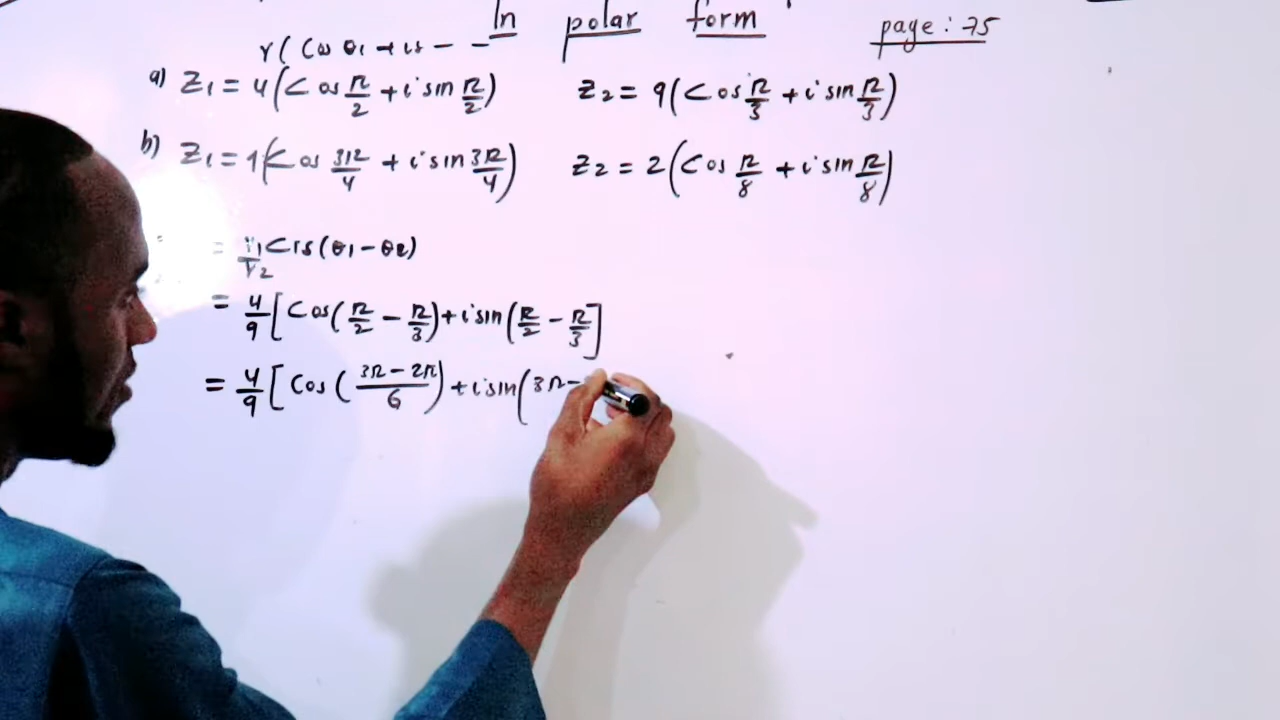 In polar form
page: 75
r( Cos θ1 + is - -
a) Z1 = 4(Cos π/2 + i sin π/2) Z2 = 9(Cos π/3 + i sin π/3)
b) Z1 = 1(Cos 3π/4 + i sin 3π/4) Z2 = 2(Cos π/8 + i sin π/8)
= r1/r2 Cis(θ1 - θ2)
= 4/9 [Cos(π/2 - π/3) + i sin(π/2 - π/3]
= 4/9 [Cos(3π - 2π/6) + i sin(3π -